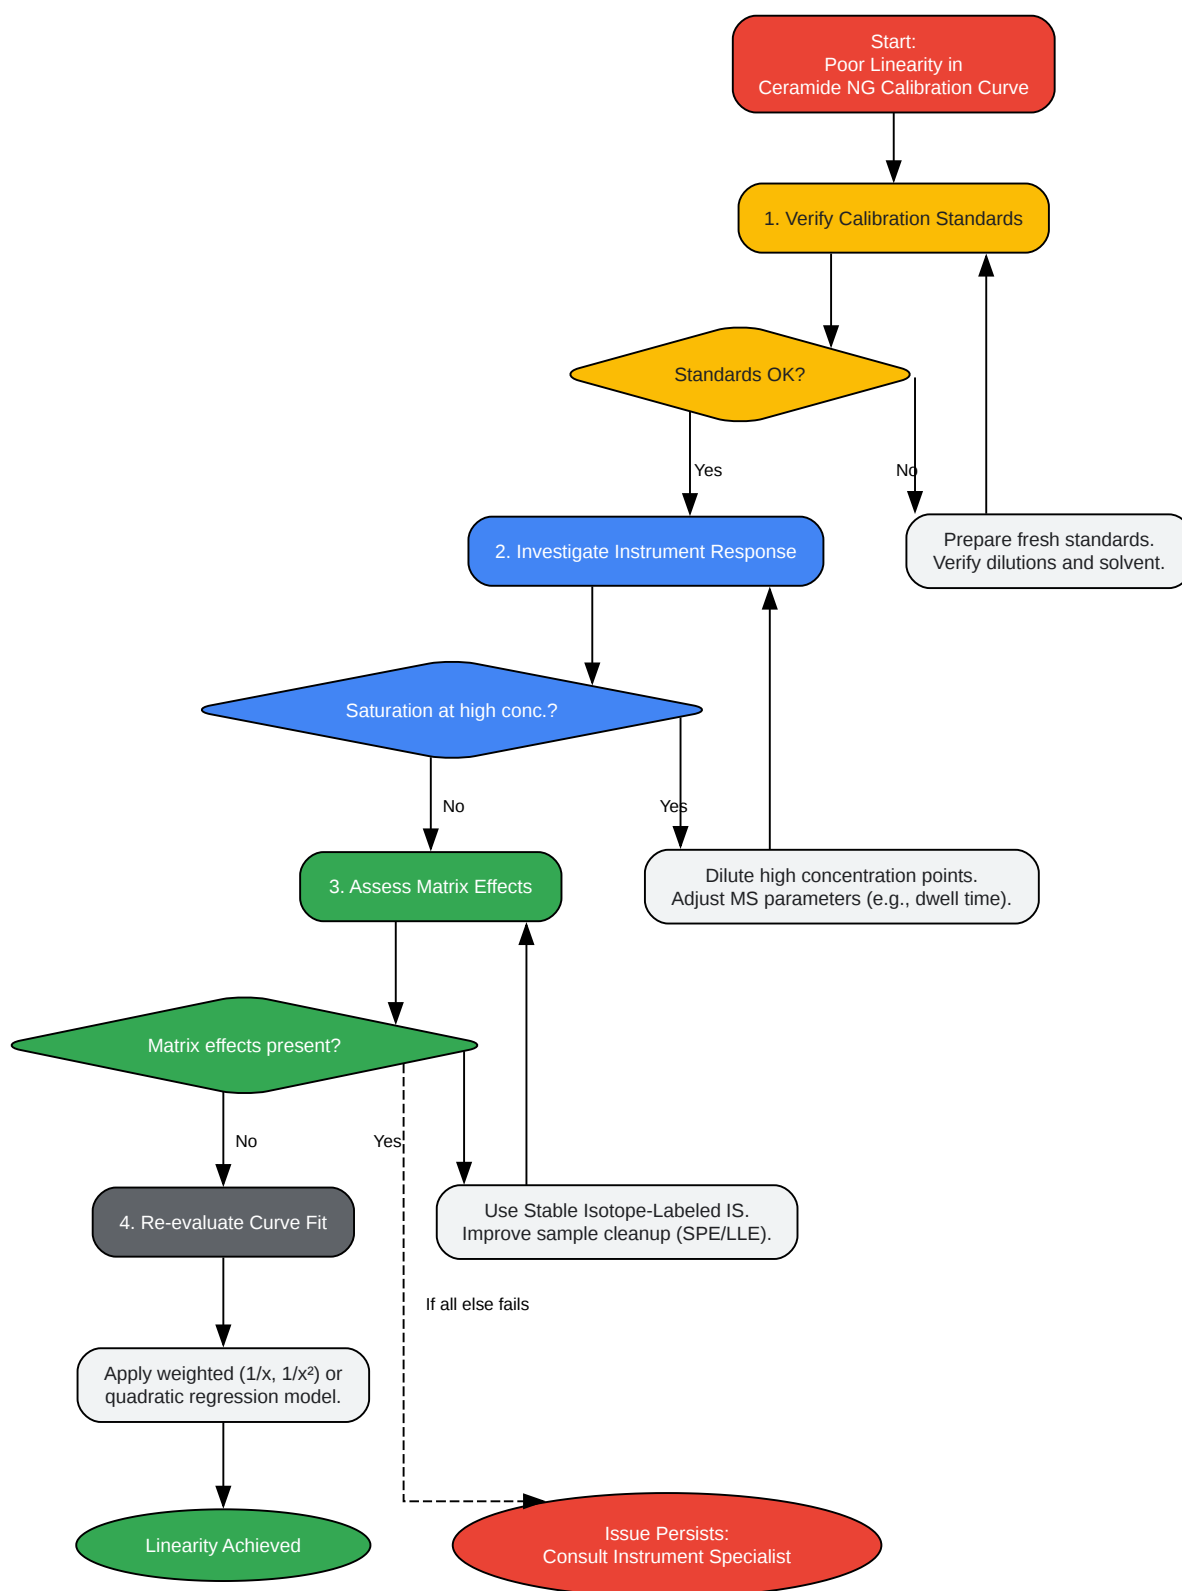 Start:
Poor Linearity in
Ceramide NG Calibration Curve
1. Verify Calibration Standards
Standards OK?
Yes
No
2. Investigate Instrument Response
Prepare fresh standards.
Verify dilutions and solvent.
Saturation at high conc.?
No
Yes
3. Assess Matrix Effects
Dilute high concentration points.
Adjust MS parameters (e.g., dwell time).
Matrix effects present?
No
Yes
4. Re-evaluate Curve Fit
Use Stable Isotope-Labeled IS.
Improve sample cleanup (SPE/LLE).
If all else fails
Apply weighted (1/x, 1/x²) or
quadratic regression model.
Linearity Achieved
Issue Persists:
Consult Instrument Specialist